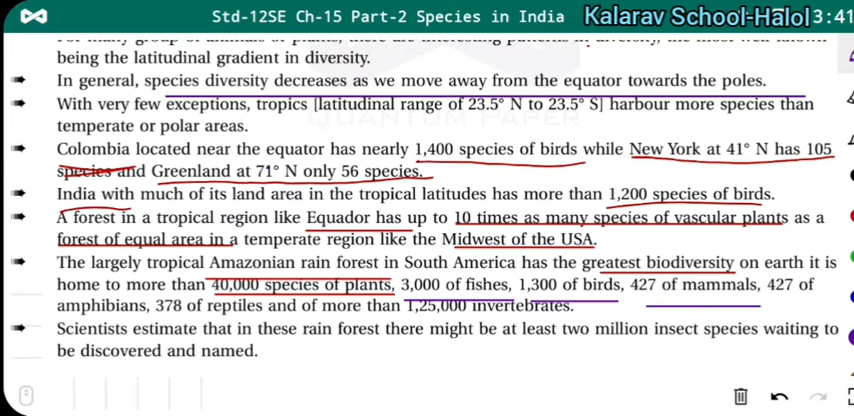 Std-12SE Ch-15 Part-2 Species in India Kalarav School-Halol 3:41
being the latitudinal gradient in diversity.
In general, species diversity decreases as we move away from the equator towards the poles.
With very few exceptions, tropics [latitudinal range of 23.5° N to 23.5° S] harbour more species than
temperate or polar areas.
QUANTUM PAPER
Colombia located near the equator has nearly 1,400 species of birds while New York at 41° N has 105
species and Greenland at 71° N only 56 species.
India with much of its land area in the tropical latitudes has more than 1,200 species of birds.
A forest in a tropical region like Equador has up to 10 times as many species of vascular plants as a
forest of equal area in a temperate region like the Midwest of the USA.
The largely tropical Amazonian rain forest in South America has the greatest biodiversity on earth it is
home to more than 40,000 species of plants, 3,000 of fishes, 1,300 of birds, 427 of mammals, 427 of
amphibians, 378 of reptiles and of more than 1,25,000 invertebrates.
Scientists estimate that in these rain forest there might be at least two million insect species waiting to
be discovered and named.